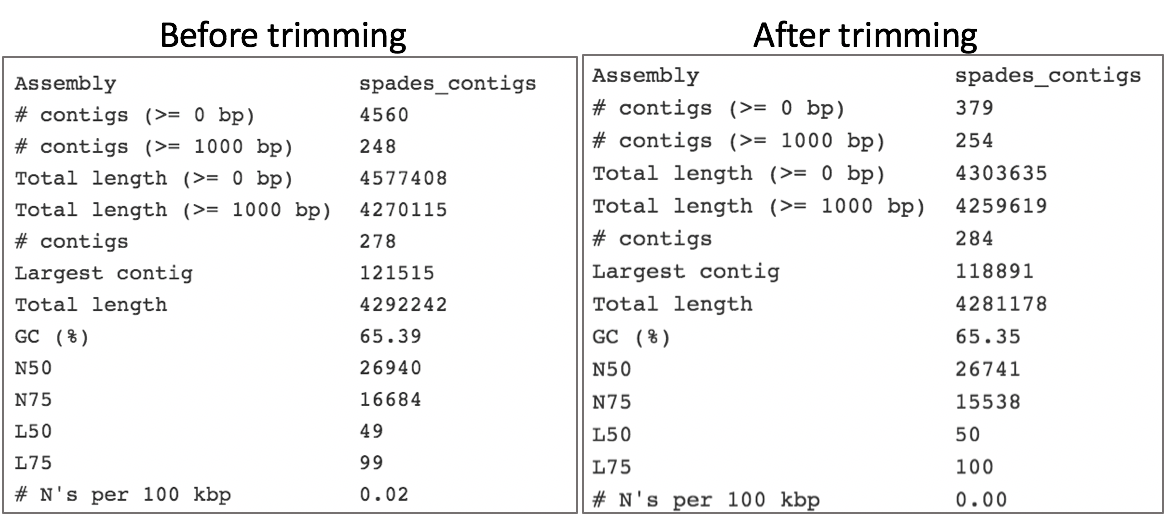 Before trimming
Assembly spades_contigs
# contigs (>= 0 bp) 4560
# contigs (>= 1000 bp) 248
Total length (>= 0 bp) 4577408
Total length (>= 1000 bp) 4270115
# contigs 278
Largest contig 121515
Total length 4292242
GC (%) 65.39
N50 26940
N75 16684
L50 49
L75 99
# N's per 100 kbp 0.02
After trimming
Assembly spades_contigs
# contigs (>= 0 bp) 379
# contigs (>= 1000 bp) 254
Total length (>= 0 bp) 4303635
Total length (>= 1000 bp) 4259619
# contigs 284
Largest contig 118891
Total length 4281178
GC (%) 65.35
N50 26741
N75 15538
L50 50
L75 100
# N's per 100 kbp 0.00